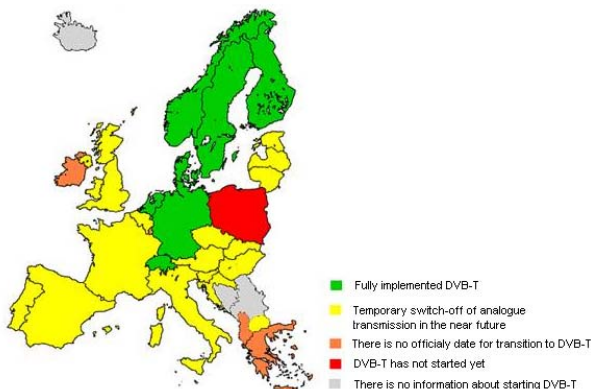 Fully implemented DVB-T
Temporary switch-off of analogue
transmission in the near future
There is no officialy date for transition to DVB-T
DVB-T has not started yet
There is no information about starting DVB-T